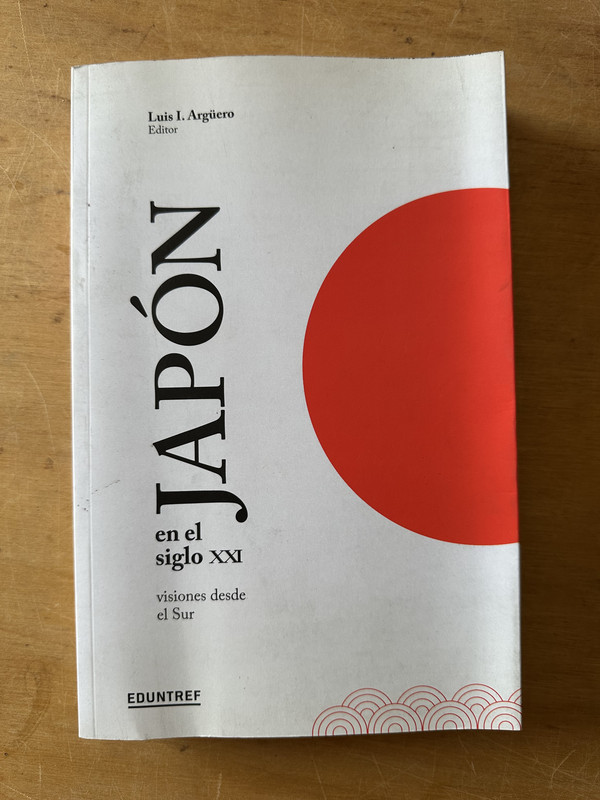 Luis I. Argüero
Editor
JAPÓN
en el
siglo XXI
visiones desde
el Sur
EDUNTREF